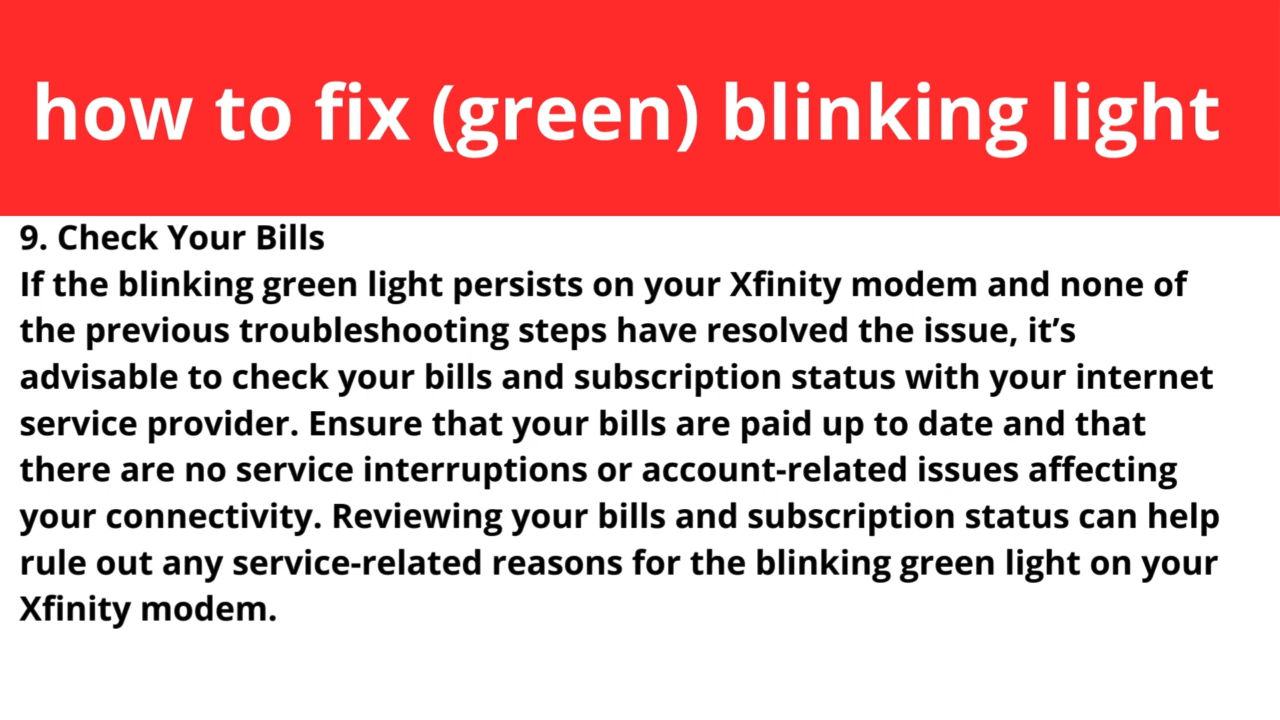 how to fix (green) blinking light
9. Check Your Bills
If the blinking green light persists on your Xfinity modem and none of
the previous troubleshooting steps have resolved the issue, it’s
advisable to check your bills and subscription status with your internet
service provider. Ensure that your bills are paid up to date and that
there are no service interruptions or account-related issues affecting
your connectivity. Reviewing your bills and subscription status can help
rule out any service-related reasons for the blinking green light on your
Xfinity modem.